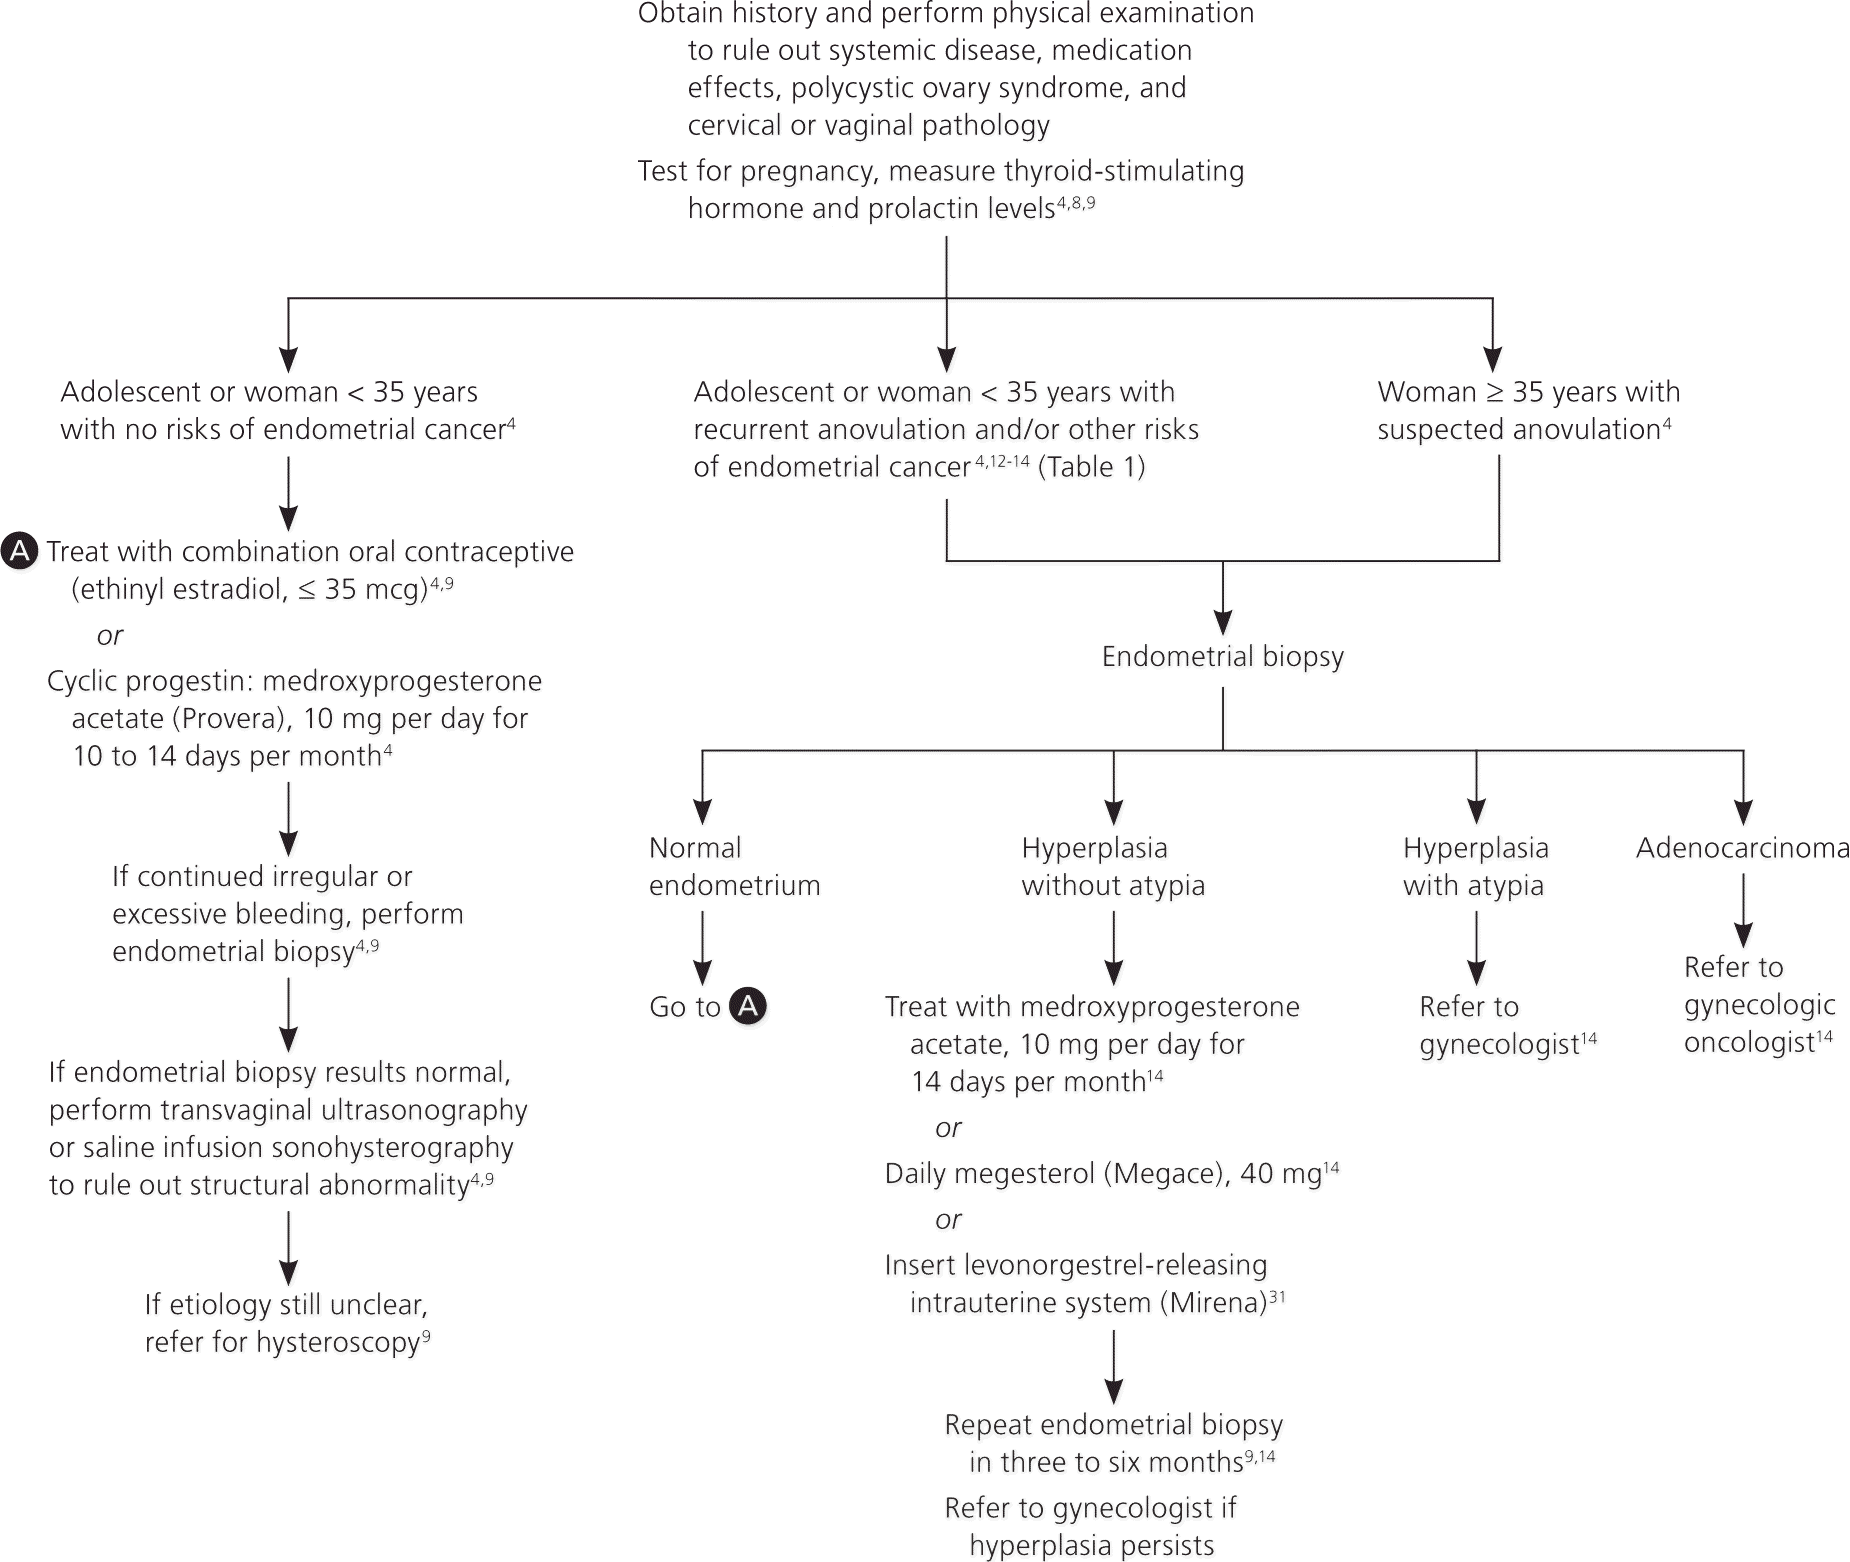 Obtain history and perform physical examination
to rule out systemic disease, medication
effects, polycystic ovary syndrome, and
cervical or vaginal pathology
Test for pregnancy, measure thyroid-stimulating
hormone and prolactin levels4,8,9
Adolescent or woman < 35 years
with no risks of endometrial cancer4
A Treat with combination oral contraceptive
(ethinyl estradiol, ≤ 35 mcg)4,9
or
Cyclic progestin: medroxyprogesterone
acetate (Provera), 10 mg per day for
10 to 14 days per month4
If continued irregular or
excessive bleeding, perform
endometrial biopsy4,9
If endometrial biopsy results normal,
perform transvaginal ultrasonography
or saline infusion sonohysterography
to rule out structural abnormality4,9
If etiology still unclear,
refer for hysteroscopy9
Adolescent or woman < 35 years with
recurrent anovulation and/or other risks
of endometrial cancer4,12-14 (Table 1)
Woman ≥ 35 years with
suspected anovulation4
Endometrial biopsy
Normal
endometrium
Go to A
Hyperplasia
without atypia
Treat with medroxyprogesterone
acetate, 10 mg per day for
14 days per month14
or
Daily megesterol (Megace), 40 mg14
or
Insert levonorgestrel-releasing
intrauterine system (Mirena)31
Repeat endometrial biopsy
in three to six months9,14
Refer to gynecologist if
hyperplasia persists
Hyperplasia
with atypia
Refer to
gynecologist14
Adenocarcinoma
Refer to
gynecologic
oncologist14